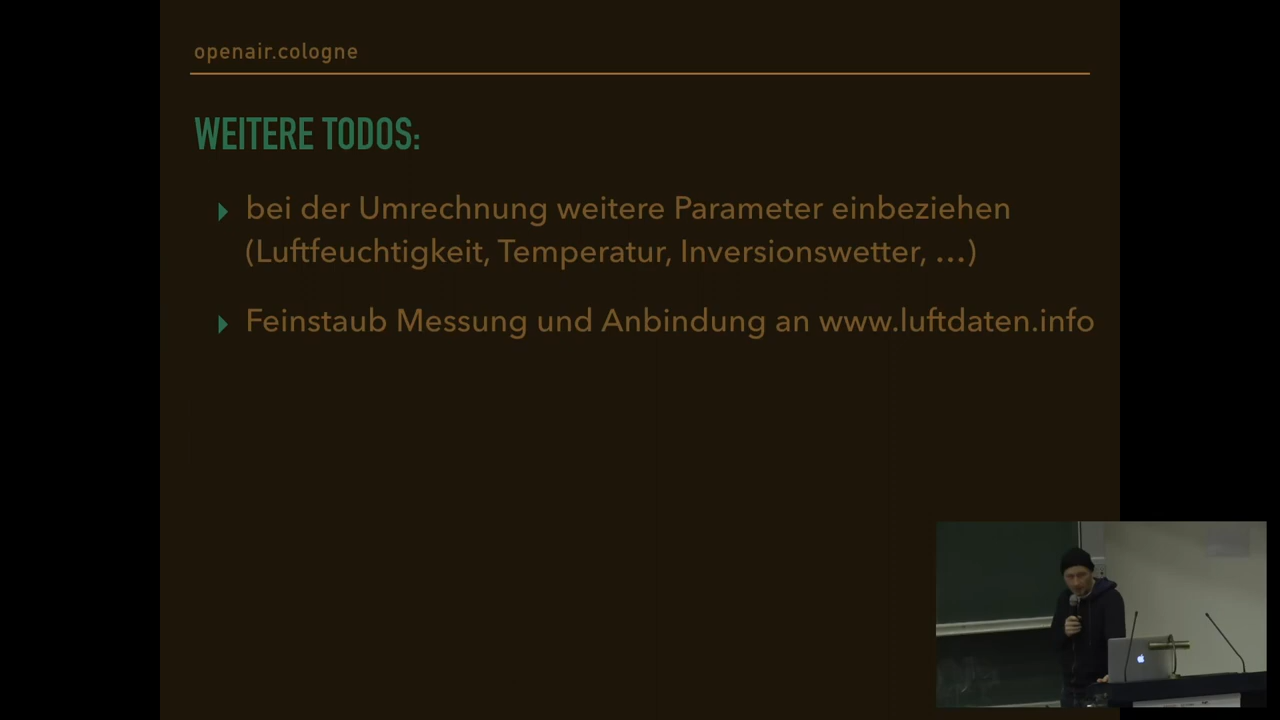 openair.cologne
WEITERE TODOS:
bei der Umrechnung weitere Parameter einbeziehen
(Luftfeuchtigkeit, Temperatur, Inversionswetter, …)
Feinstaub Messung und Anbindung an www.luftdaten.info